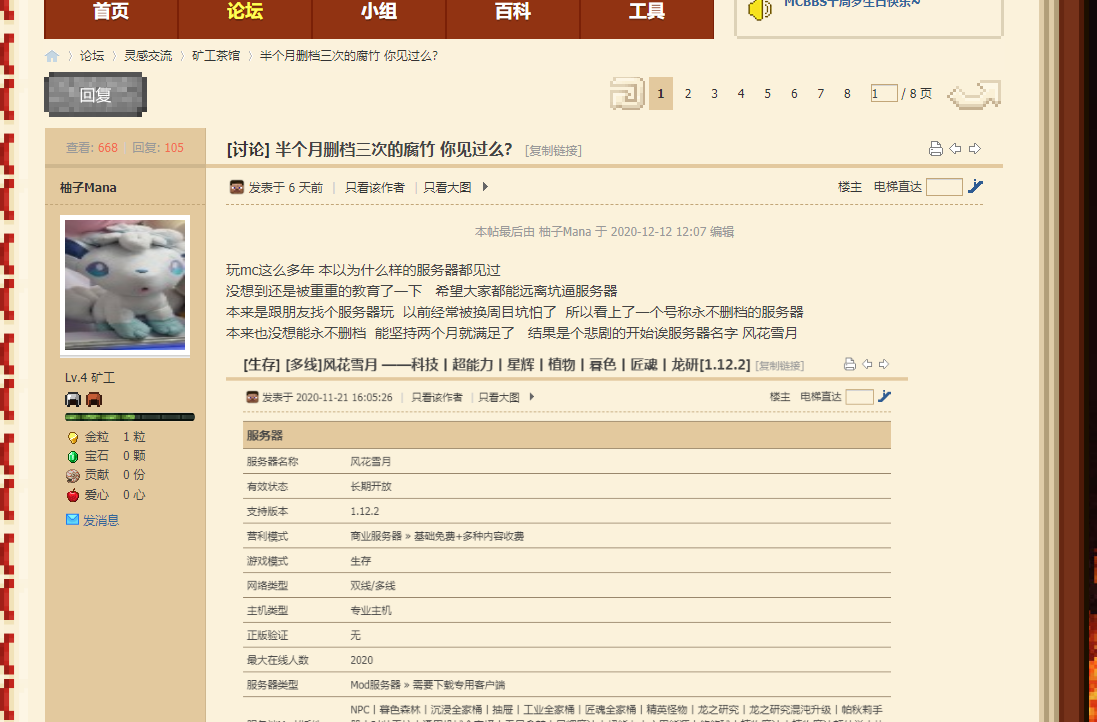 首页 论坛 小组 百科 工具
MCBBS十周岁生日快乐~
论坛 灵感交流 矿工茶馆 半个月删档三次的腐竹 你见过么?
回复
1 2 3 4 5 6 7 8 1 / 8 页
查看: 668 回复: 105
[讨论] 半个月删档三次的腐竹 你见过么? [复制链接]
柚子Mana
发表于 6 天前 | 只看该作者 | 只看大图
楼主 电梯直达
本帖最后由 柚子Mana 于 2020-12-12 12:07 编辑
玩mc这么多年 本以为什么样的服务器都见过
没想到还是被重重的教育了一下 希望大家都能远离坑逼服务器
本来是跟朋友找个服务器玩 以前经常被换周目坑怕了 所以看上了一个号称永不删档的服务器
本来也没想能永不删档 能坚持两个月就满足了 结果是个悲剧的开始诶服务器名字 风花雪月
Lv.4 矿工
金粒 1 粒
宝石 0 颗
贡献 0 份
爱心 0 心
发消息
[生存] [多线]风花雪月 ——科技丨超能力丨星辉丨植物丨暮色丨匠魂丨龙研[1.12.2] [复制链接]
发表于 2020-11-21 16:05:26 | 只看该作者 | 只看大图
楼主 电梯直达
服务器
服务器名称 风花雪月
有效状态 长期开放
支持版本 1.12.2
营利模式 商业服务器 » 基础免费+多种内容收费
游戏模式 生存
网络类型 双线/多线
主机类型 专业主机
正版验证 无
最大在线人数 2020
服务器类型 Mod服务器 » 需要下载专用客户端
NPC丨暮色森林丨沉浸全家桶丨抽屉丨工业全家桶丨匠魂全家桶丨精英怪物丨龙之研究丨龙之研究混沌升级丨帕秋莉手